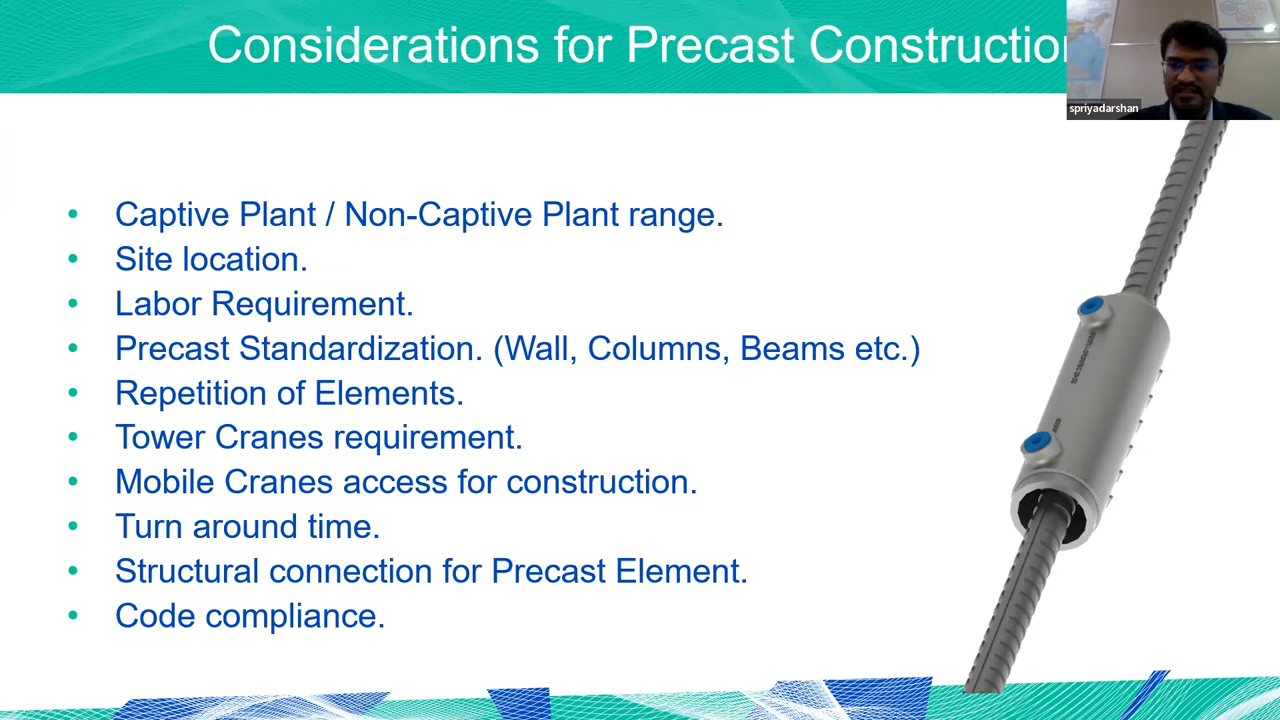 Considerations for Precast Construction
spriyadarshan
• Captive Plant / Non-Captive Plant range.
• Site location.
• Labor Requirement.
• Precast Standardization. (Wall, Columns, Beams etc.)
• Repetition of Elements.
• Tower Cranes requirement.
• Mobile Cranes access for construction.
• Turn around time.
• Structural connection for Precast Element.
• Code compliance.